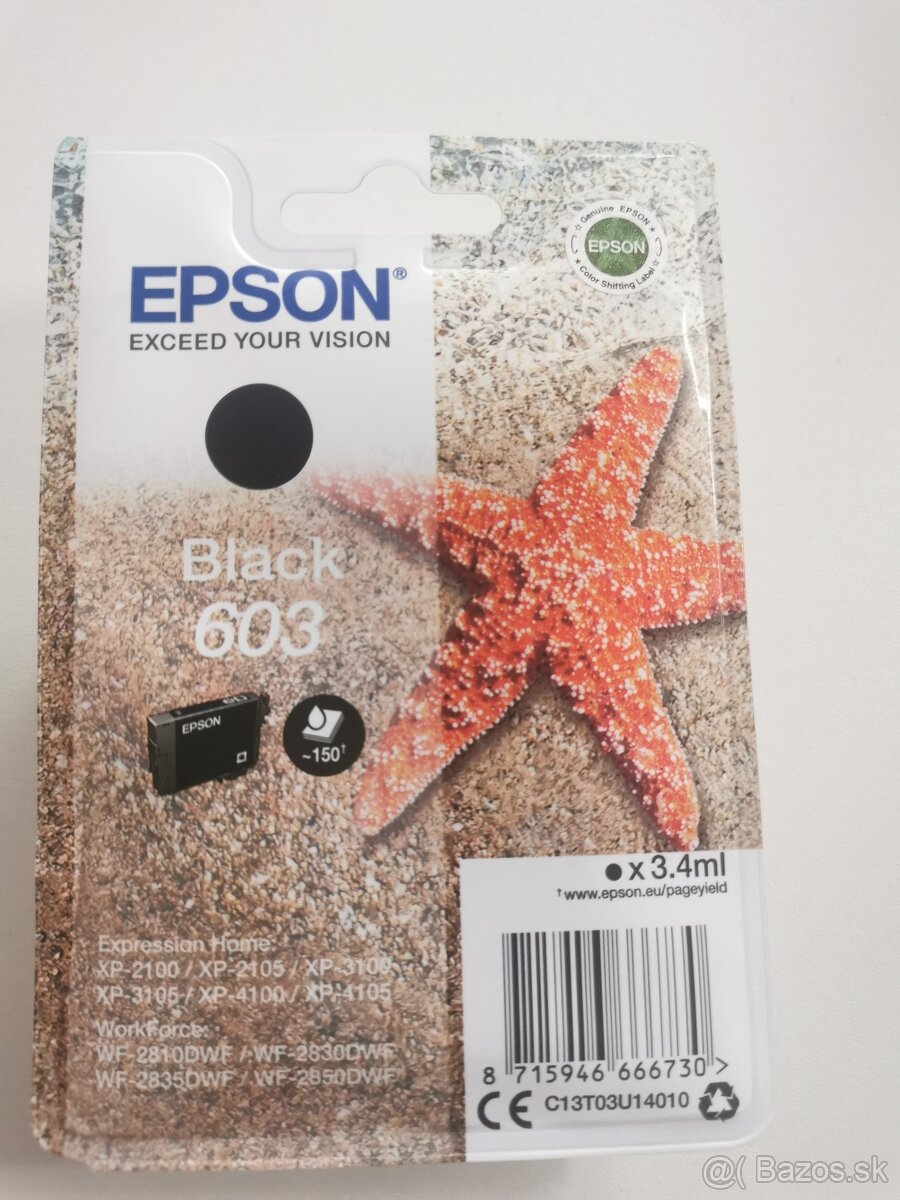 Genuine EPSON
EPSON
Color Shifting Label
EPSON®
EXCEED YOUR VISION
Black
603
EPSON
~150†
x 3.4ml
†www.epson.eu/pageyield
Expression Home:
XP-2100 / XP-2105 / XP-3100
XP-3105 / XP-4100 / XP-4105
WorkForce:
WF-2810DWF / WF-2830DWF
WF-2835DWF / WF-2850DWF
8 715946 666730 >
CE C13T03U14010
@( Bazos.sk